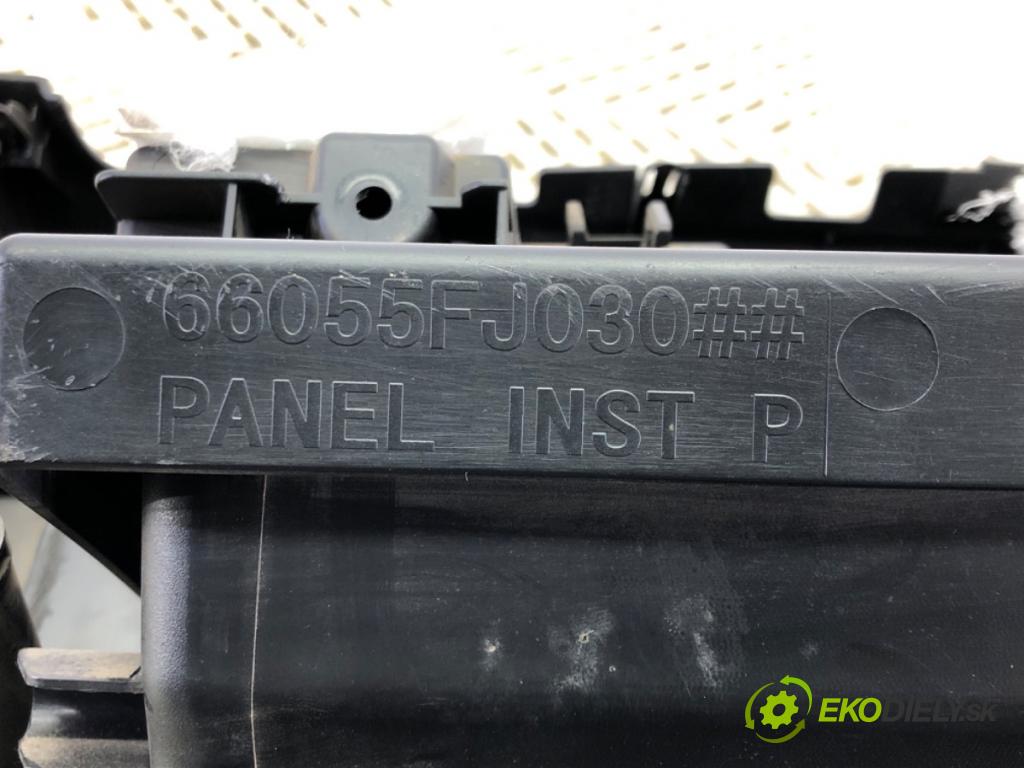 66055FJ030##
PANEL INST P
EKODIELY.SK